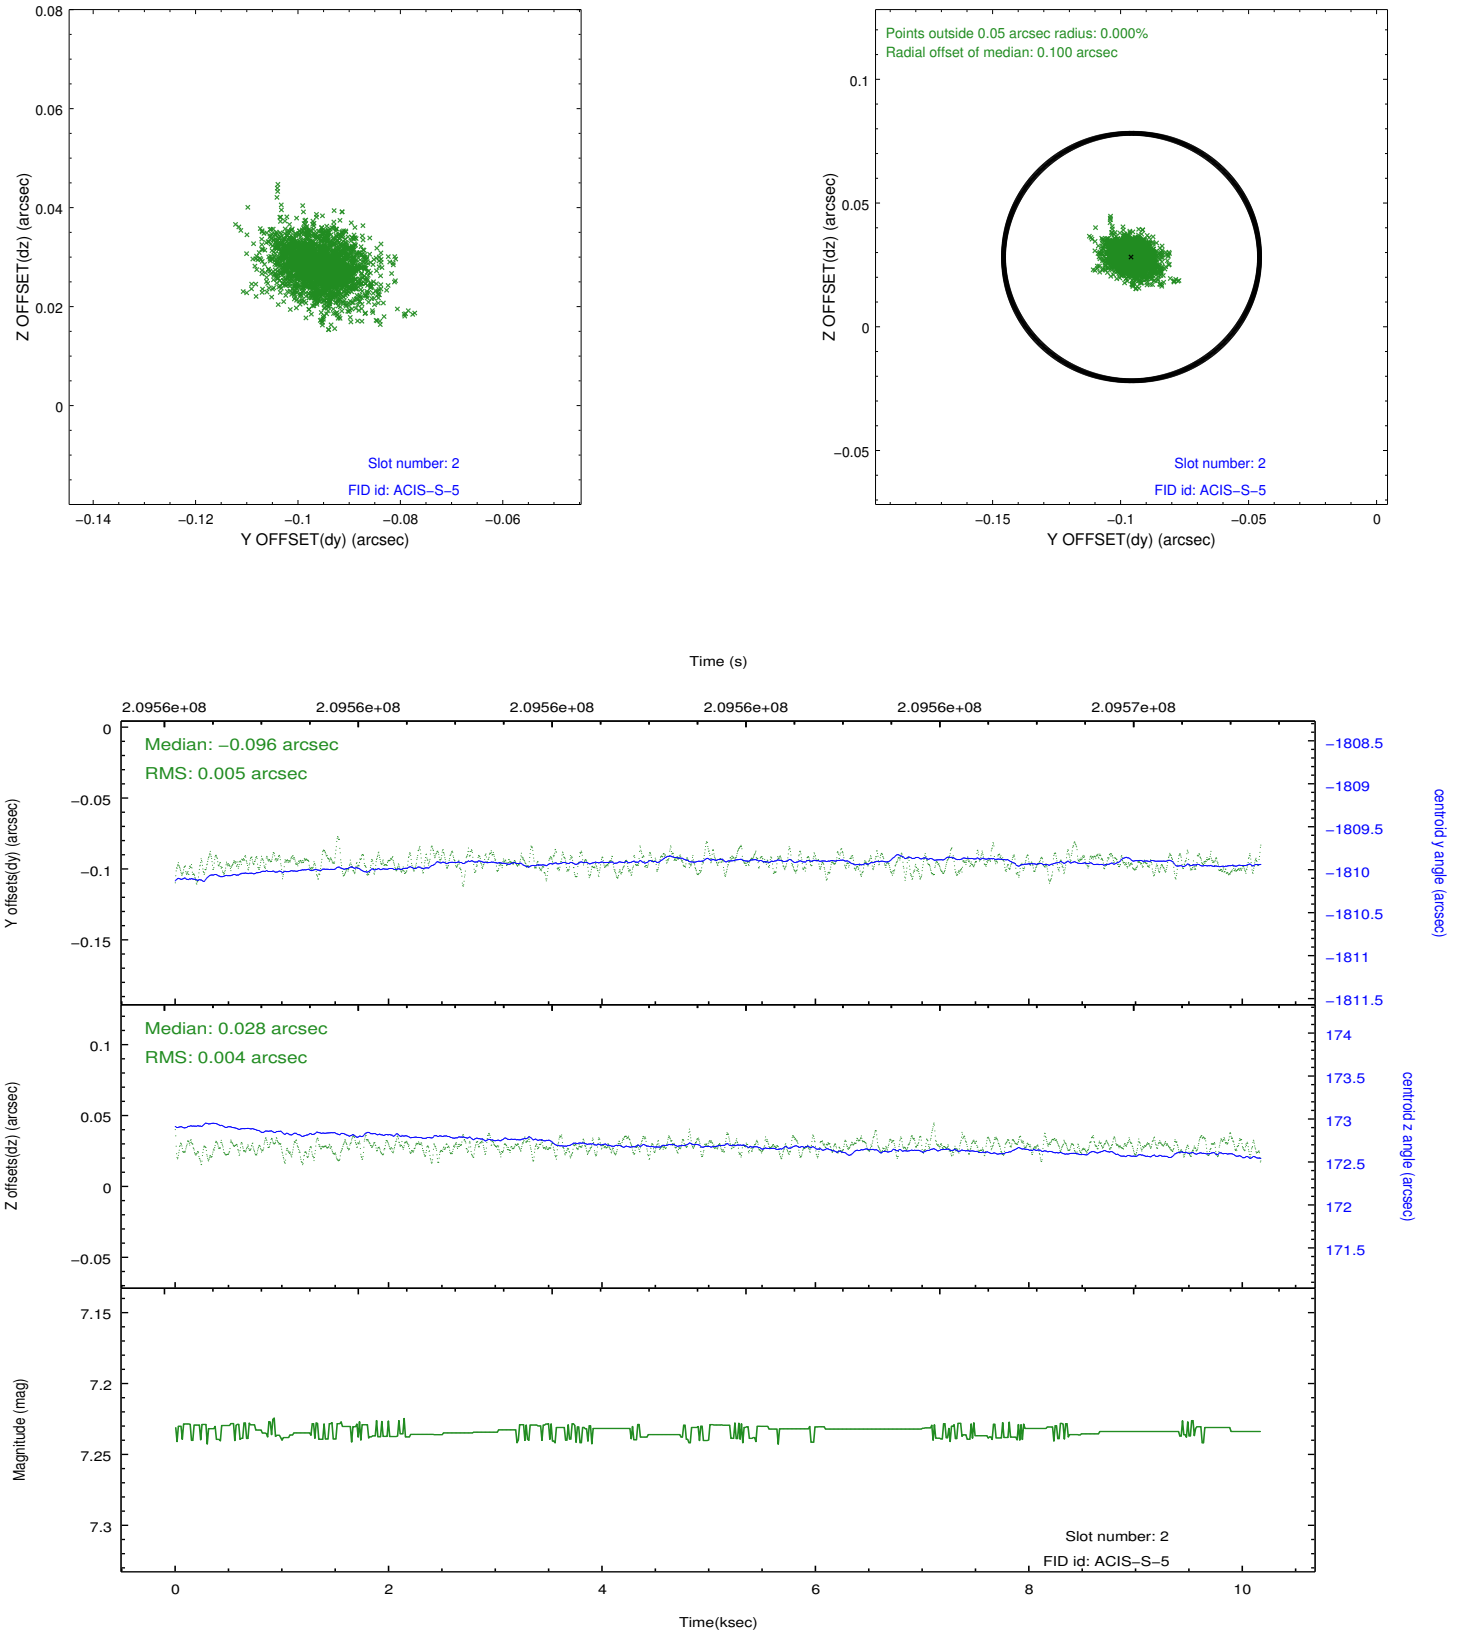 0.08
0.06
0.04
0.02
0
Z OFFSET(dz) (arcsec)
Slot number: 2
FID id: ACIS−S−5
−0.14 −0.12 −0.1 −0.08 −0.06
Y OFFSET(dy) (arcsec)
Points outside 0.05 arcsec radius: 0.000%
Radial offset of median: 0.100 arcsec
0.1
0.05
0
−0.05
Z OFFSET(dz) (arcsec)
Slot number: 2
FID id: ACIS−S−5
−0.15 −0.1 −0.05 0
Y OFFSET(dy) (arcsec)
Time (s)
2.0956e+08 2.0956e+08 2.0956e+08 2.0956e+08 2.0956e+08 2.0957e+08
Median: −0.096 arcsec
RMS: 0.005 arcsec
0
−0.05
−0.1
−0.15
Y offsets(dy) (arcsec)
−1808.5
−1809
−1809.5
−1810
−1810.5
−1811
−1811.5
centroid y angle (arcsec)
Median: 0.028 arcsec
RMS: 0.004 arcsec
0.1
0.05
0
−0.05
Z offsets(dz) (arcsec)
174
173.5
173
172.5
172
171.5
centroid z angle (arcsec)
7.15
7.2
7.25
7.3
Magnitude (mag)
Slot number: 2
FID id: ACIS−S−5
0 2 4 6 8 10
Time(ksec)